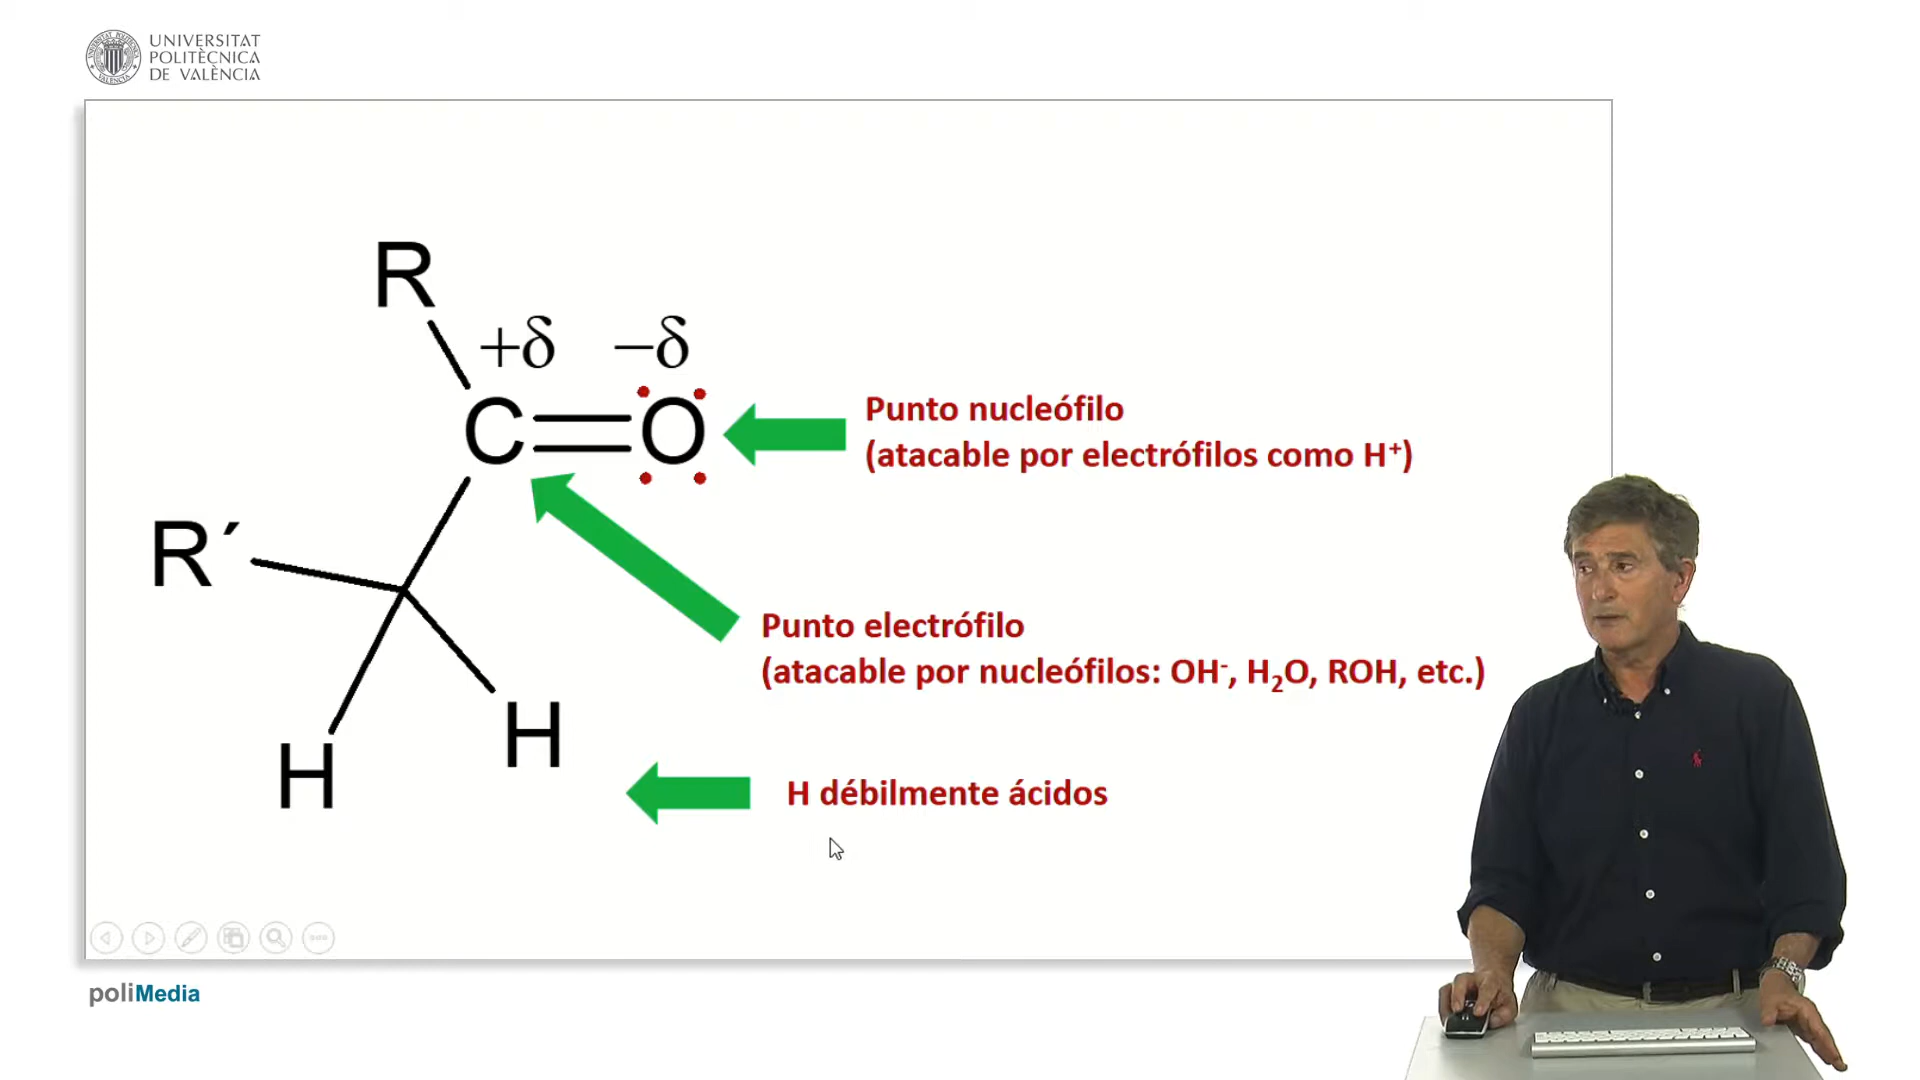 UNIVERSITAT
POLITÈCNICA
DE VALÈNCIA
R
+δ −δ
C O
Punto nucleófilo
(atacable por electrófilos como H⁺)
R´
Punto electrófilo
(atacable por nucleófilos: OH⁻, H₂O, ROH, etc.)
H
H
H débilmente ácidos
poliMedia